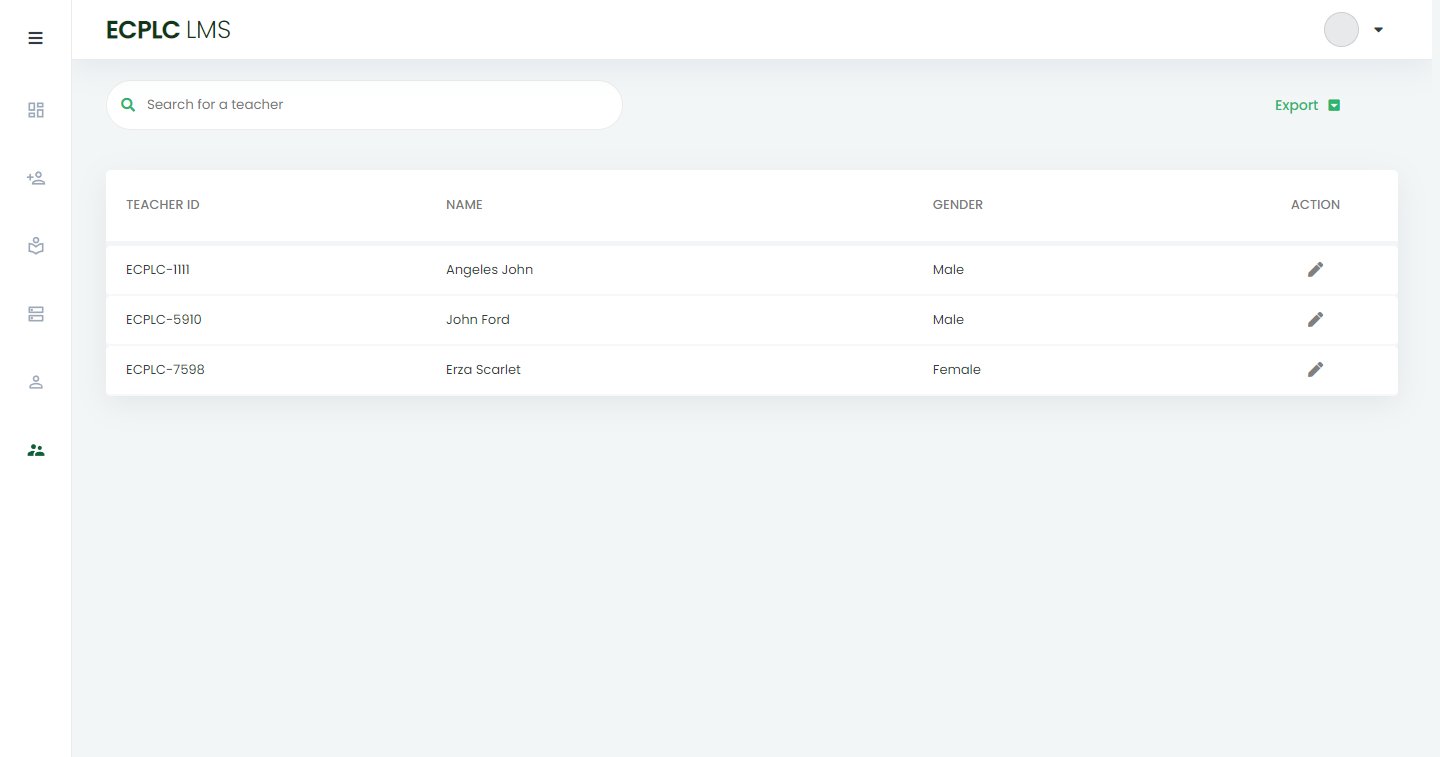 ECPLC LMS
Search for a teacher
Export
TEACHER ID NAME GENDER ACTION
ECPLC-1111 Angeles John Male
ECPLC-5910 John Ford Male
ECPLC-7598 Erza Scarlet Female